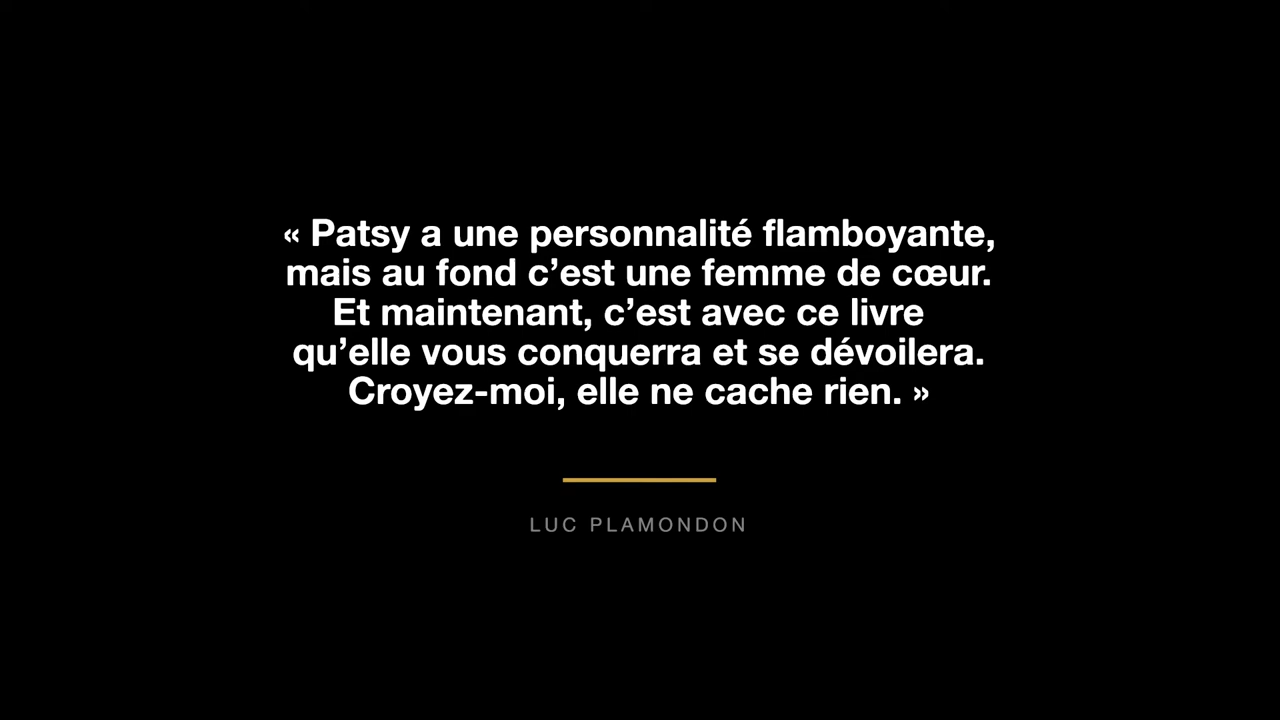 « Patsy a une personnalité flamboyante,
mais au fond c’est une femme de cœur.
Et maintenant, c’est avec ce livre
qu’elle vous conquerra et se dévoilera.
Croyez-moi, elle ne cache rien. »
LUC PLAMONDON